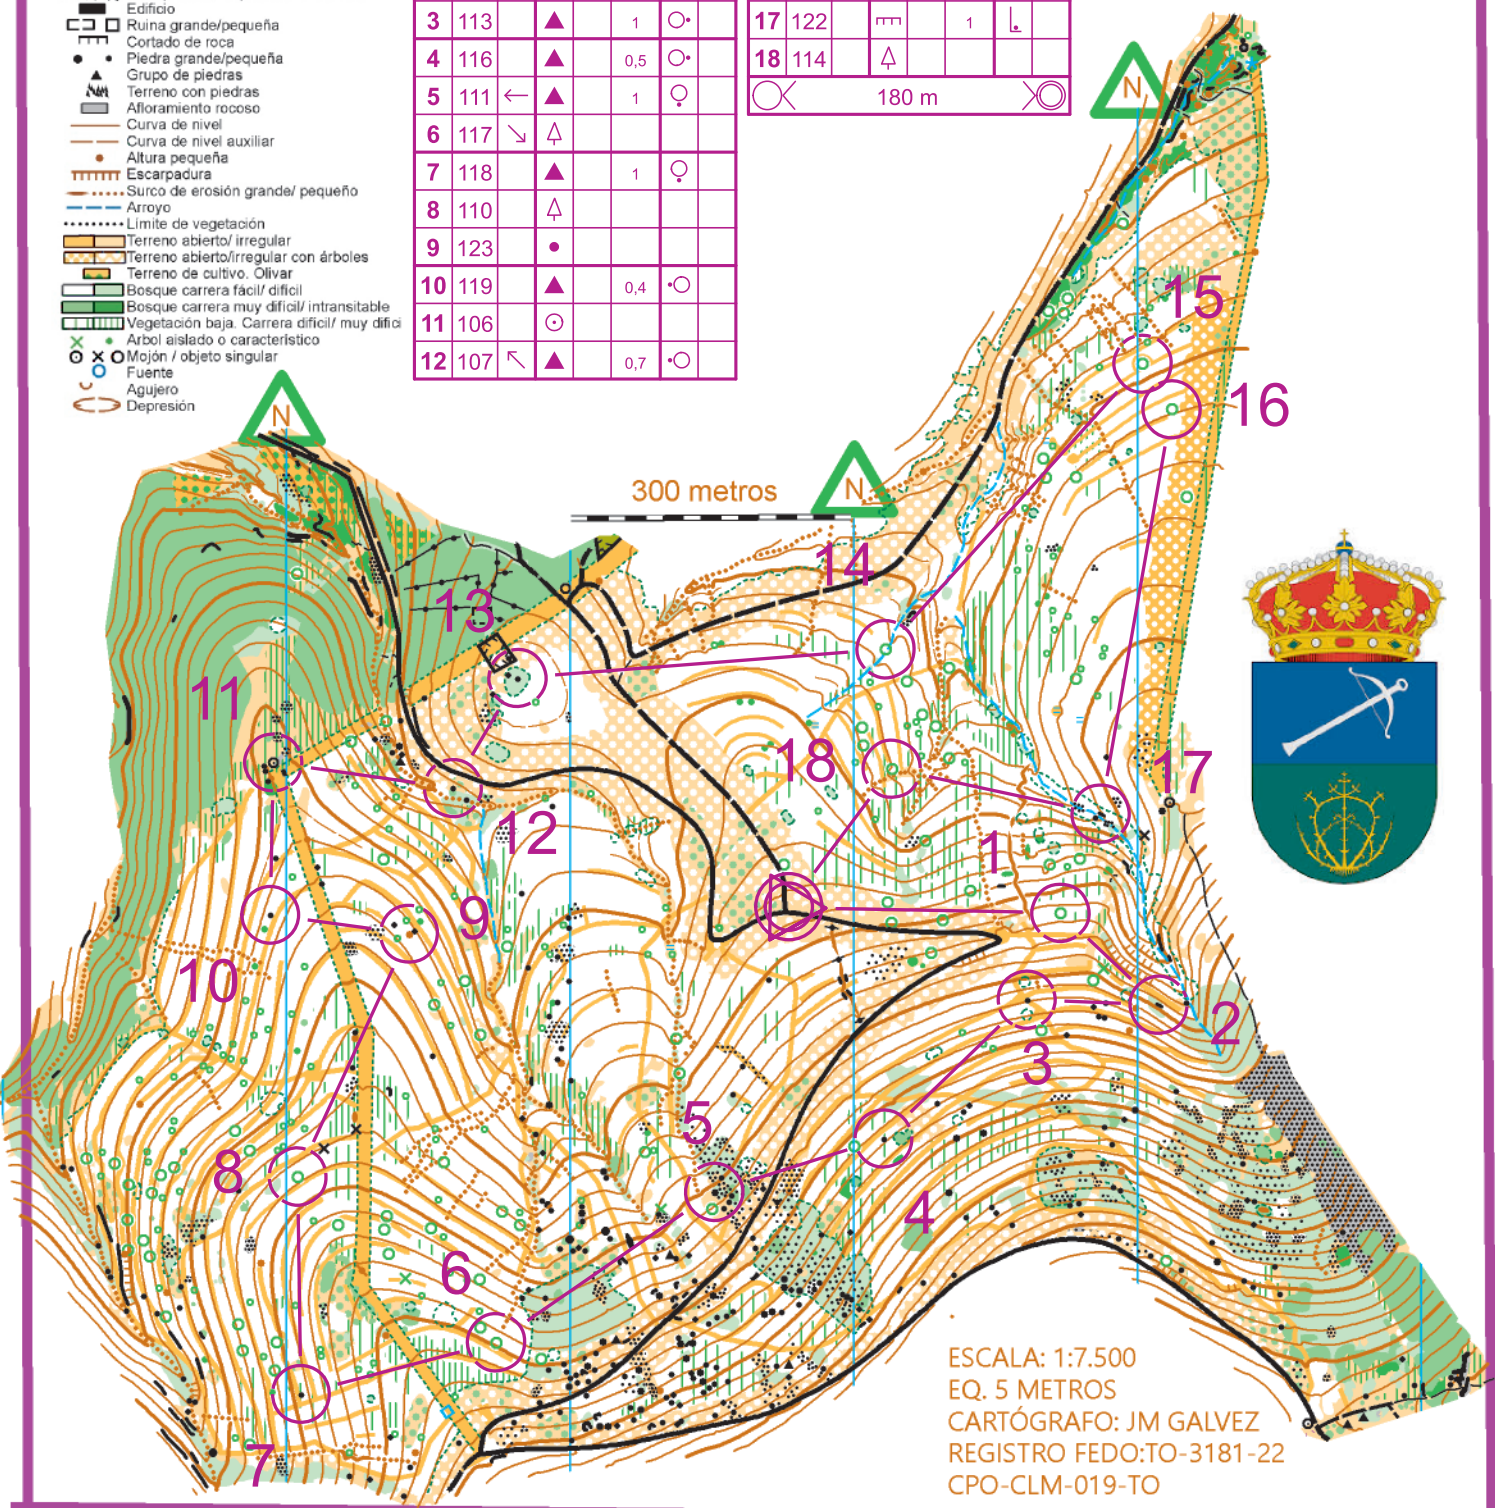 Edificio
Ruina grande/pequeña
Cortado de roca
Piedra grande/pequeña
Grupo de piedras
Terreno con piedras
Afloramiento rocoso
Curva de nivel
Curva de nivel auxiliar
Altura pequeña
Escarpadura
Surco de erosión grande/ pequeño
Arroyo
Limite de vegetación
Terreno abierto/ irregular
Terreno abierto/irregular con árboles
Terreno de cultivo. Olivar
Bosque carrera fácil/ dificil
Bosque carrera muy dificil/ intransitable
Vegetación baja. Carrera dificil/ muy difici
Arbol aislado o característico
Mojón / objeto singular
Fuente
Agujero
Depresión
3 113 1
4 116 0,5
5 111 1
6 117
7 118 1
8 110
9 123
10 119 0,4
11 106
12 107 0,7
17 122 1
18 114
180 m
N
N
N
300 metros
15
16
14
13
11
18
17
12
1
9
10
2
3
5
8
4
6
7
ESCALA: 1:7.500
EQ. 5 METROS
CARTÓGRAFO: JM GALVEZ
REGISTRO FEDO:TO-3181-22
CPO-CLM-019-TO